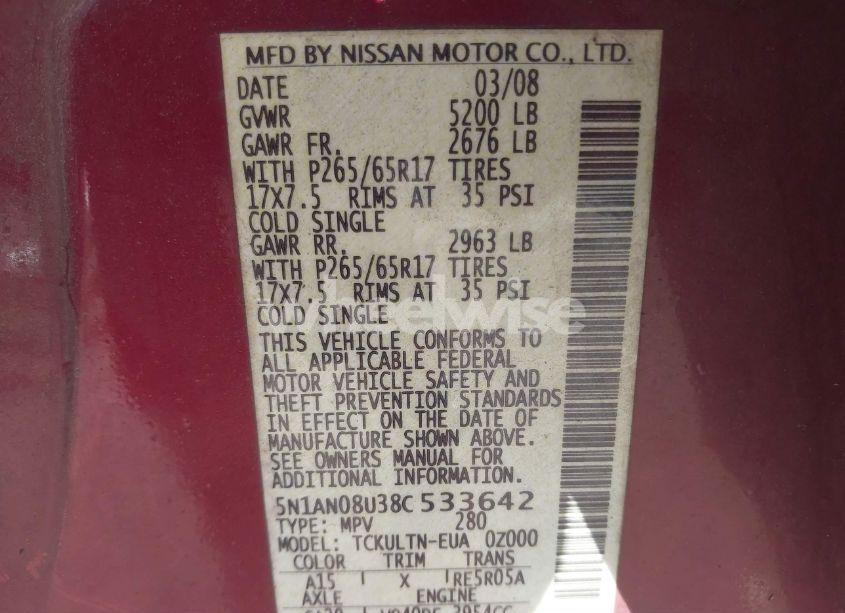 MFD BY NISSAN MOTOR CO., LTD.
DATE 03/08
GVWR 5200 LB
GAWR FR. 2676 LB
WITH P265/65R17 TIRES
17X7.5 RIMS AT 35 PSI
COLD SINGLE
GAWR RR. 2963 LB
WITH P265/65R17 TIRES
17X7.5 RIMS AT 35 PSI
COLD SINGLE
THIS VEHICLE CONFORMS TO
ALL APPLICABLE FEDERAL
MOTOR VEHICLE SAFETY AND
THEFT PREVENTION STANDARDS
IN EFFECT ON THE DATE OF
MANUFACTURE SHOWN ABOVE.
SEE OWNERS MANUAL FOR
ADDITIONAL INFORMATION.
5N1AN08U38C533642
TYPE: MPV 280
MODEL: TCKULTN-EUA 0Z000
COLOR TRIM TRANS
A15 X RE5R05A
AXLE ENGINE